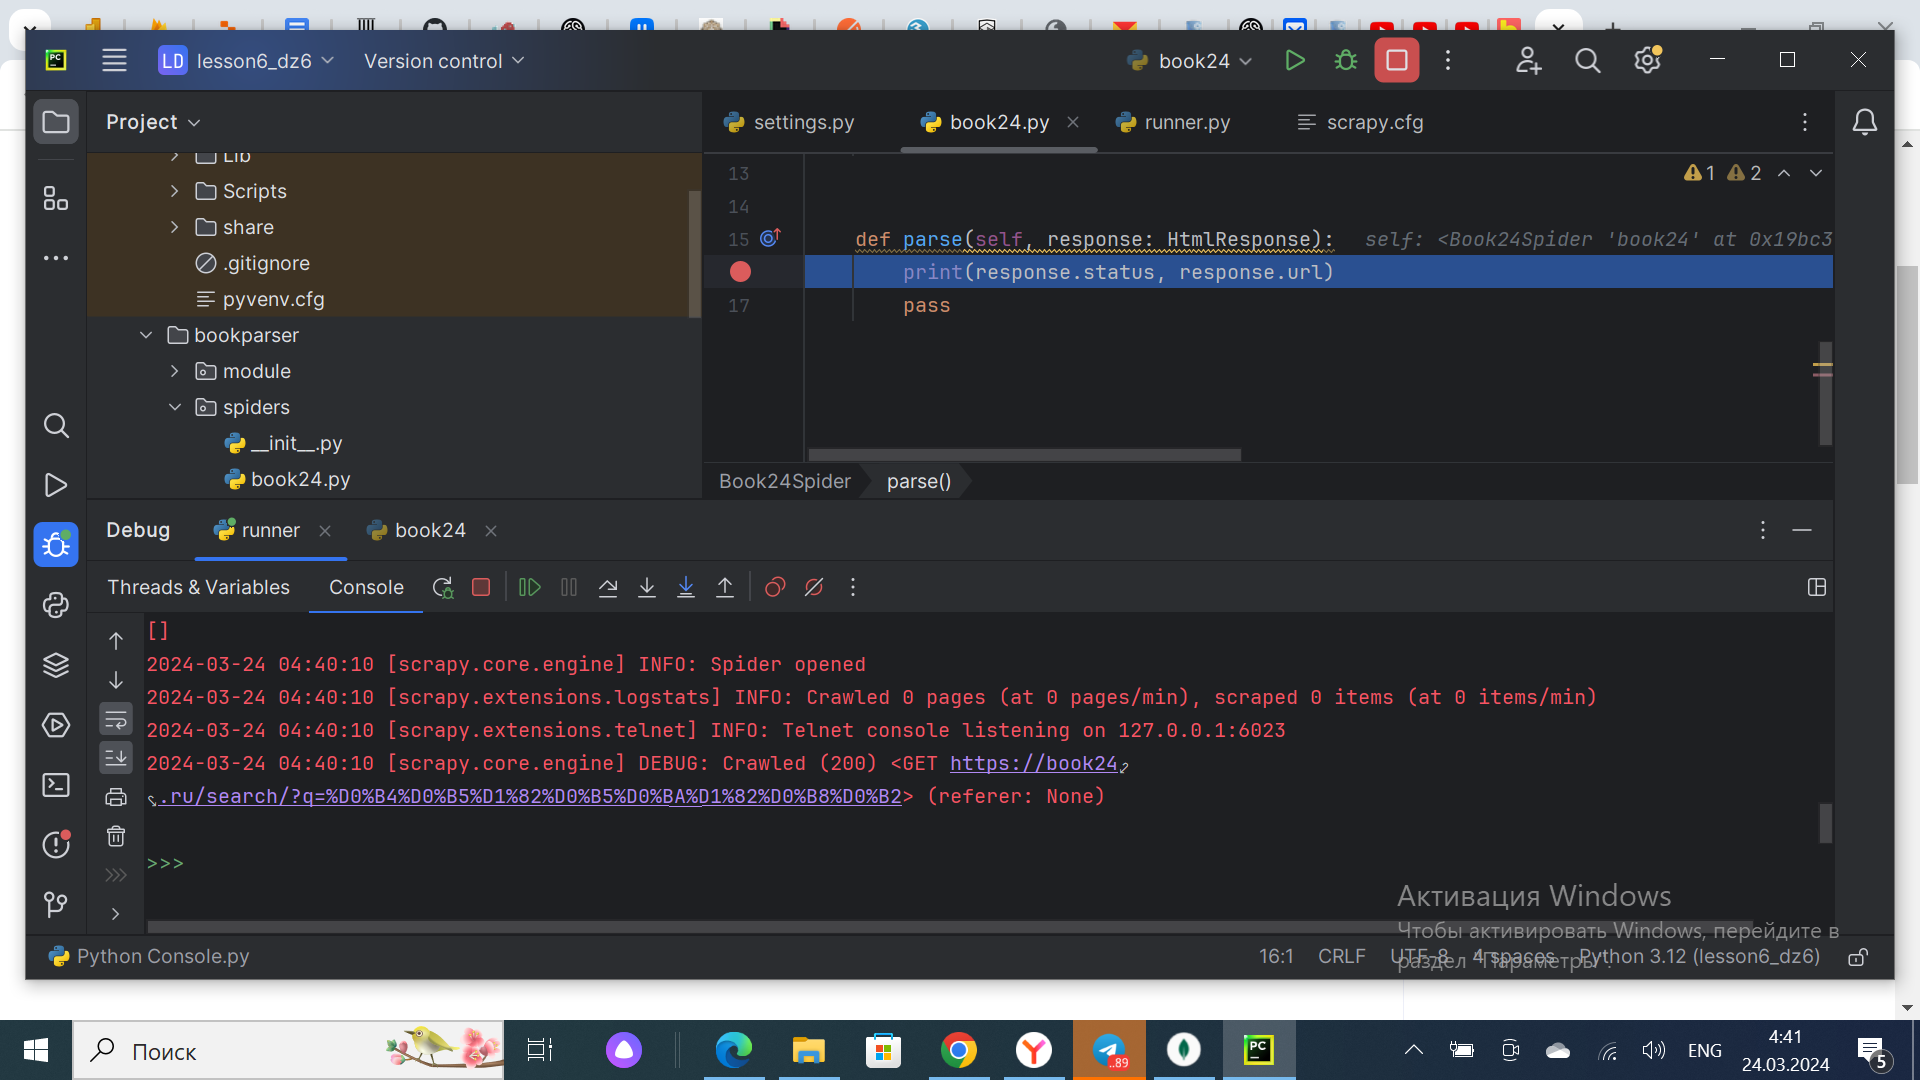 PC
LD lesson6_dz6
Version control
book24
Project
settings.py
book24.py
runner.py
scrapy.cfg
Lib
Scripts
share
.gitignore
pyvenv.cfg
bookparser
module
spiders
__init__.py
book24.py
1 2
13
14
15 def parse(self, response: HtmlResponse): self: <Book24Spider 'book24' at 0x19bc3
print(response.status, response.url)
17 pass
Book24Spider parse()
Debug runner book24
Threads & Variables Console
[]
2024-03-24 04:40:10 [scrapy.core.engine] INFO: Spider opened
2024-03-24 04:40:10 [scrapy.extensions.logstats] INFO: Crawled 0 pages (at 0 pages/min), scraped 0 items (at 0 items/min)
2024-03-24 04:40:10 [scrapy.extensions.telnet] INFO: Telnet console listening on 127.0.0.1:6023
2024-03-24 04:40:10 [scrapy.core.engine] DEBUG: Crawled (200) <GET https://book24
.ru/search/?q=%D0%B4%D0%B5%D1%82%D0%B5%D0%BA%D1%82%D0%B8%D0%B2> (referer: None)
>>>
Активация Windows
Чтобы активировать Windows, перейдите в
раздел "Параметры".
Python Console.py
16:1 CRLF UTF-8 4 spaces Python 3.12 (lesson6_dz6)
Поиск
..89
PC
ENG
4:41
24.03.2024
5